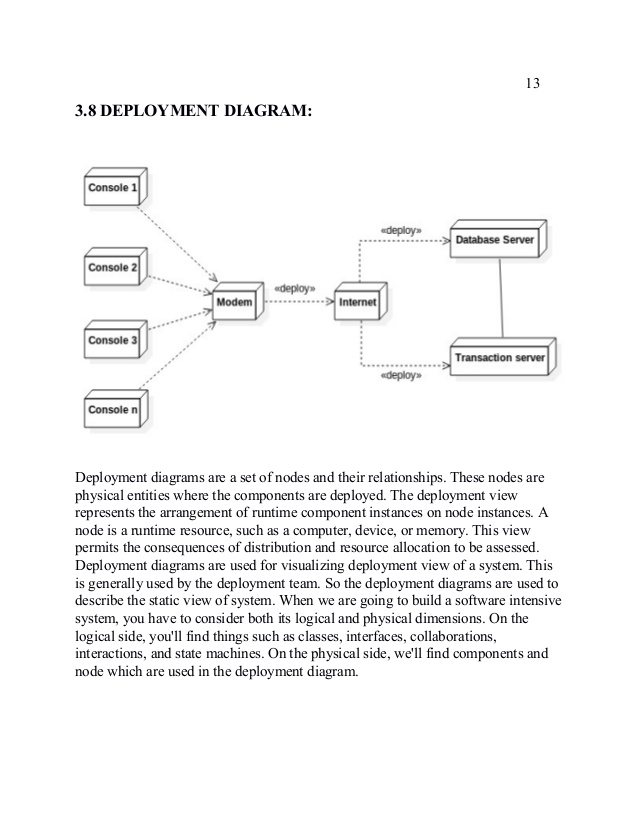 13
3.8 DEPLOYMENT DIAGRAM:
Console 1
Console 2
Console 3
Console n
Modem
«deploy»
Internet
«deploy»
Database Server
Transaction server
«deploy»
Deployment diagrams are a set of nodes and their relationships. These nodes are
physical entities where the components are deployed. The deployment view
represents the arrangement of runtime component instances on node instances. A
node is a runtime resource, such as a computer, device, or memory. This view
permits the consequences of distribution and resource allocation to be assessed.
Deployment diagrams are used for visualizing deployment view of a system. This
is generally used by the deployment team. So the deployment diagrams are used to
describe the static view of system. When we are going to build a software intensive
system, you have to consider both its logical and physical dimensions. On the
logical side, you'll find things such as classes, interfaces, collaborations,
interactions, and state machines. On the physical side, we'll find components and
node which are used in the deployment diagram.